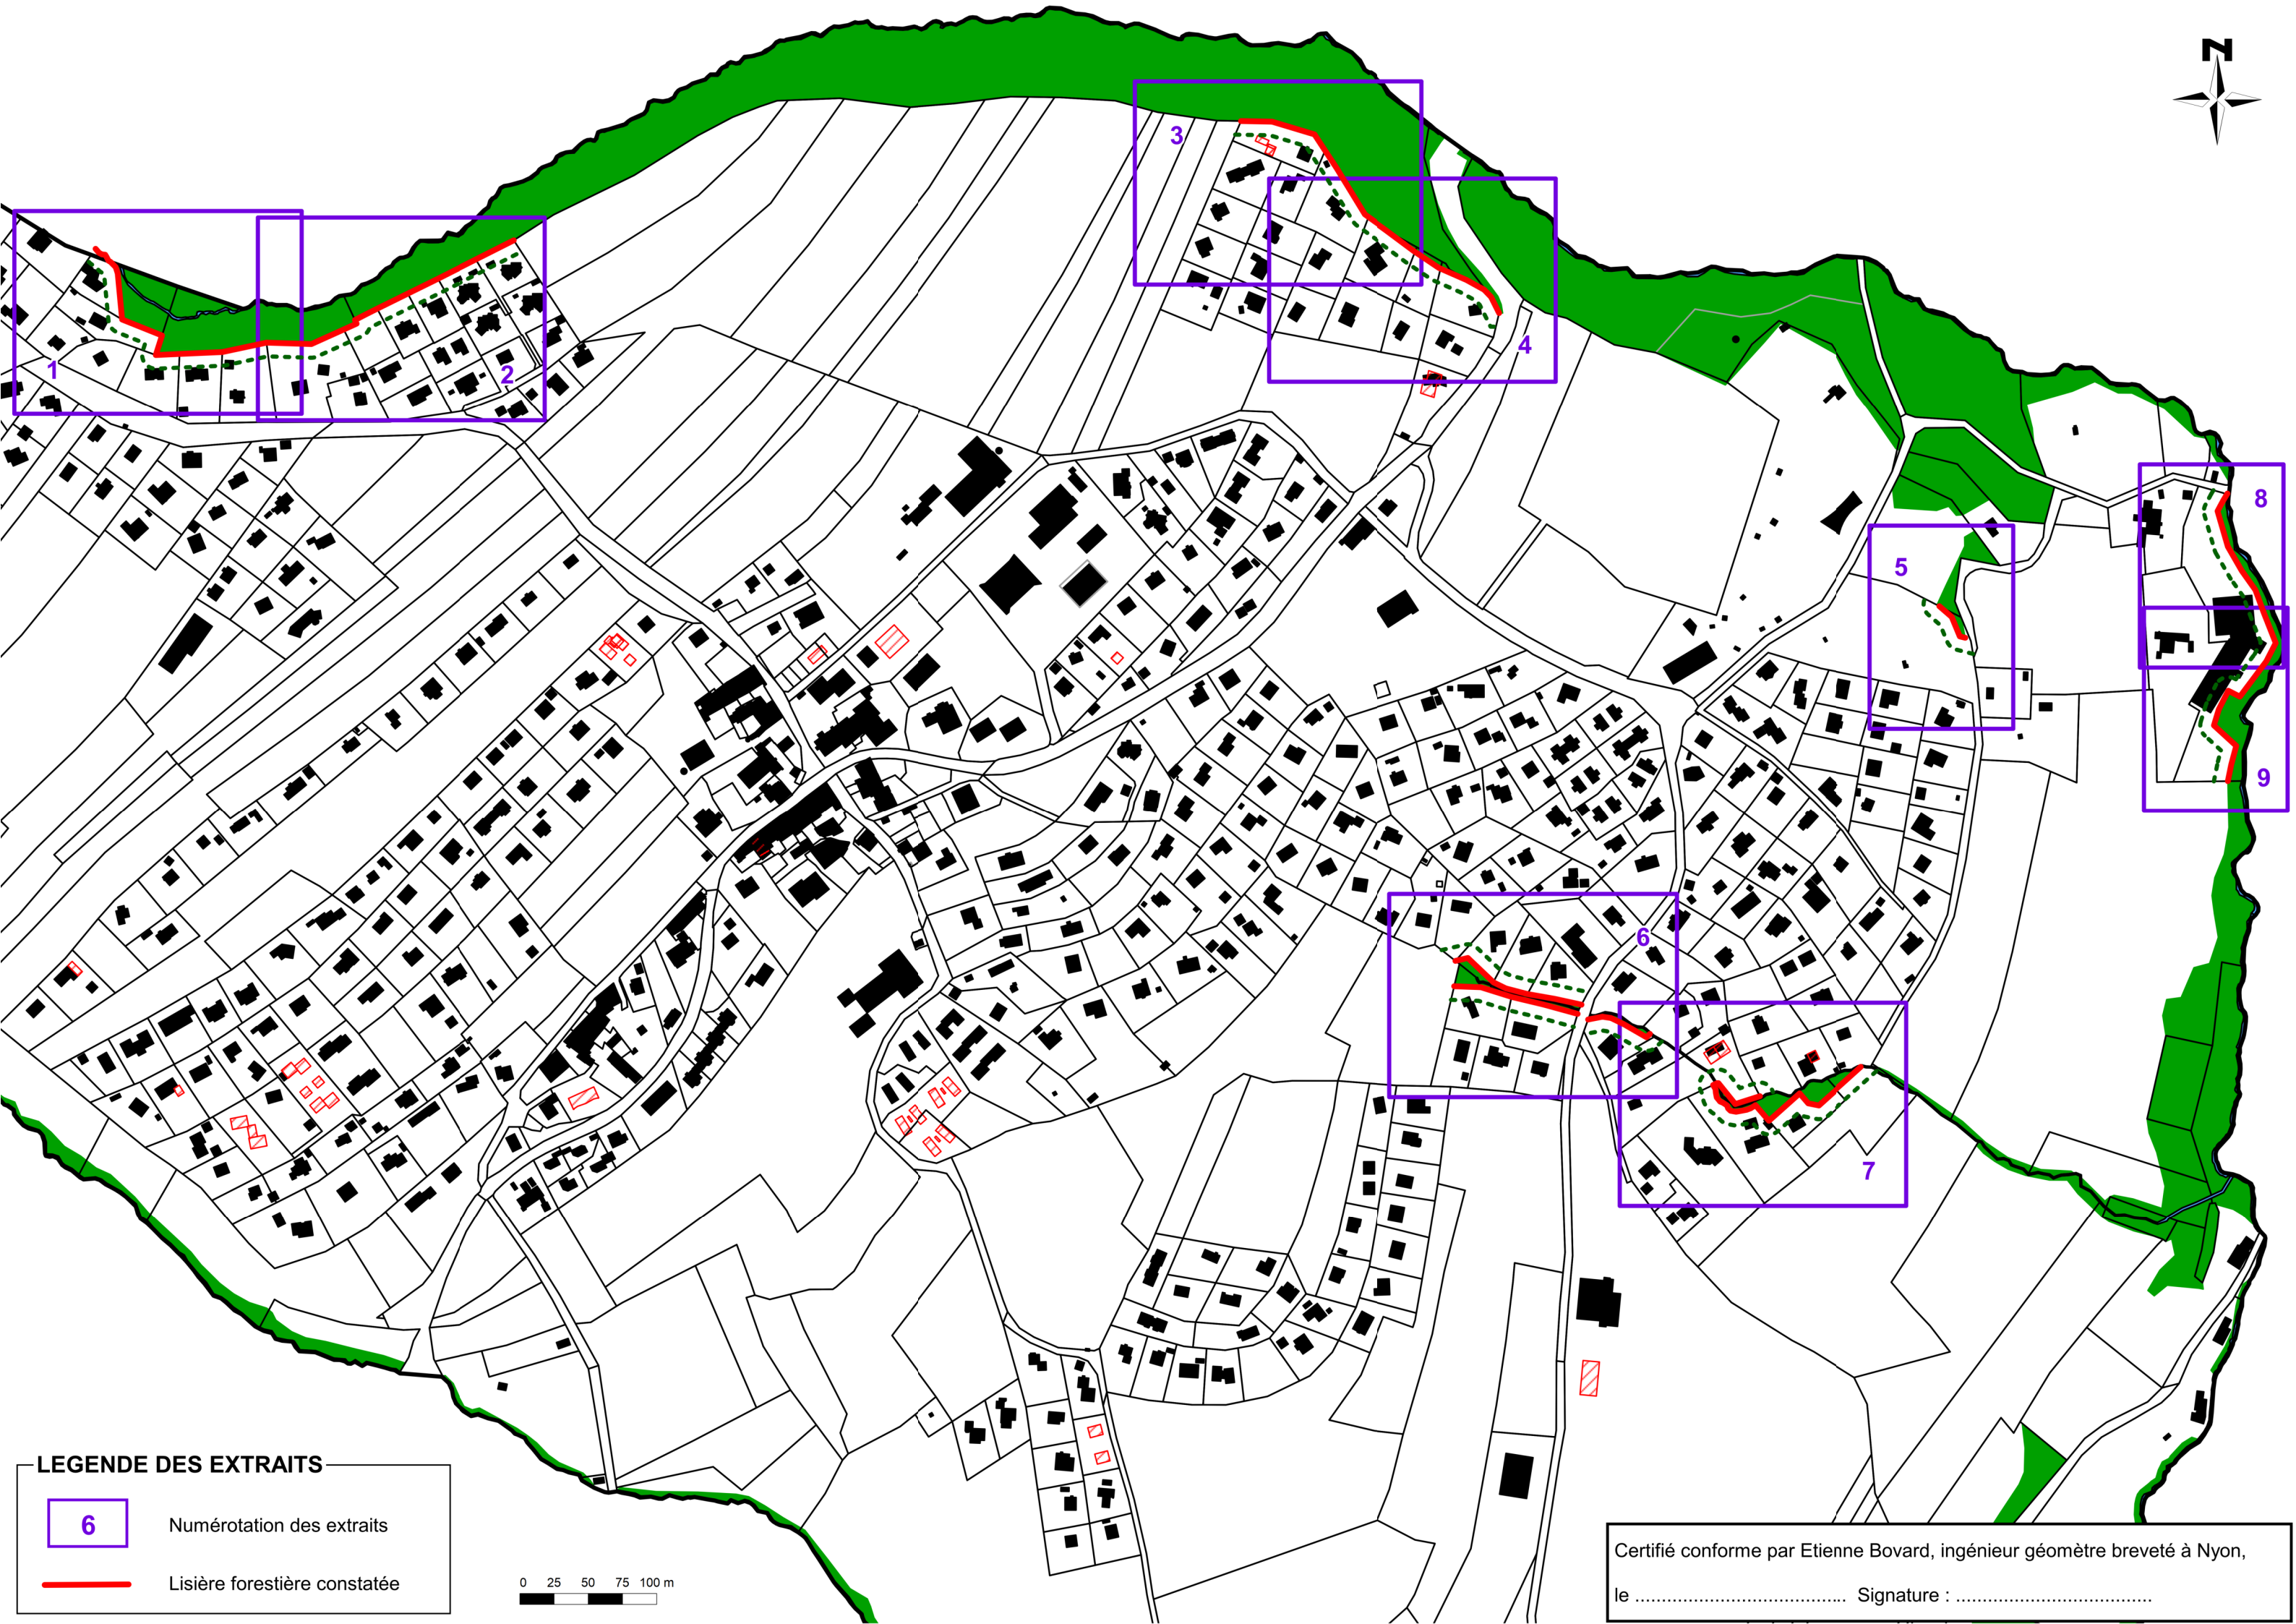 N
3
8
1
2
4
5
9
6
7
LEGENDE DES EXTRAITS
6 Numérotation des extraits
Lisière forestière constatée
0 25 50 75 100 m
Certifié conforme par Etienne Bovard, ingénieur géomètre breveté à Nyon,
le ........................................ Signature : .....................................